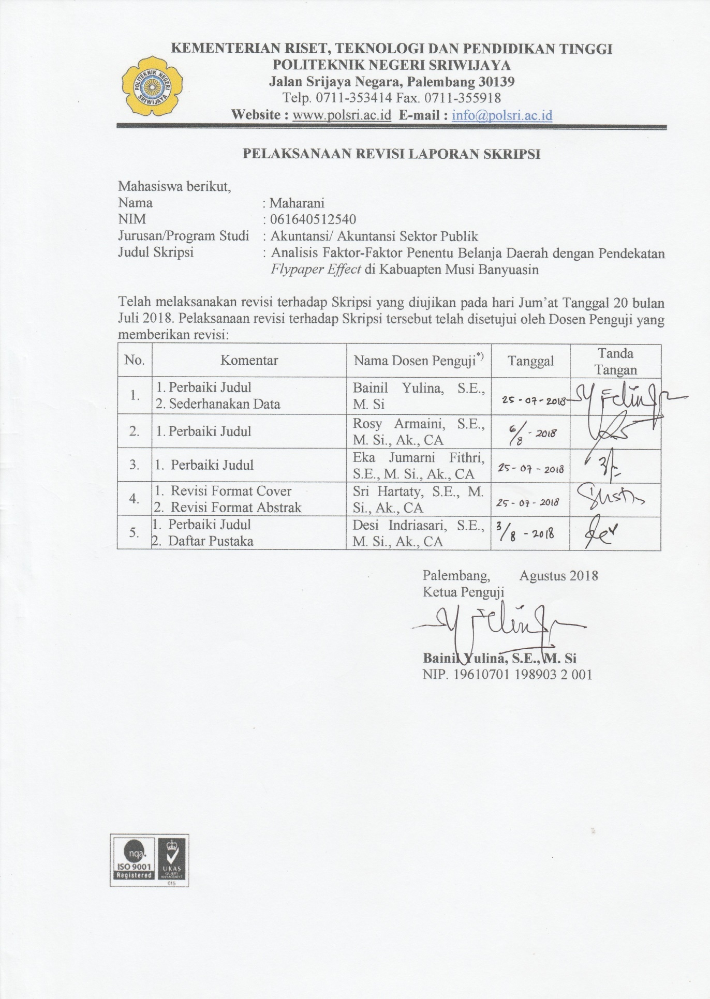 KEMENTERIAN RISET, TEKNOLOGI DAN PENDIDIKAN TINGGI
POLITEKNIK NEGERI SRIWIJAYA
Jalan Srijaya Negara, Palembang 30139
Telp. 0711-353414 Fax. 0711-355918
Website : www.polsri.ac.id E-mail : info@polsri.ac.id
POLITEKNIK NEGERI
SRIWIJAYA
PELAKSANAAN REVISI LAPORAN SKRIPSI
Mahasiswa berikut,
Nama : Maharani
NIM : 061640512540
Jurusan/Program Studi : Akuntansi/ Akuntansi Sektor Publik
Judul Skripsi : Analisis Faktor-Faktor Penentu Belanja Daerah dengan Pendekatan
Flypaper Effect di Kabuapten Musi Banyuasin
Telah melaksanakan revisi terhadap Skripsi yang diujikan pada hari Jum’at Tanggal 20 bulan
Juli 2018. Pelaksanaan revisi terhadap Skripsi tersebut telah disetujui oleh Dosen Penguji yang
memberikan revisi:
No. Komentar Nama Dosen Penguji*) Tanggal Tanda
Tangan
1. 1. Perbaiki Judul Bainil Yulina, S.E.,
2. Sederhanakan Data M. Si 25-07-2018
2. 1. Perbaiki Judul Rosy Armaini, S.E.,
M. Si., Ak., CA 6/8 - 2018
3. 1. Perbaiki Judul Eka Jumarni Fithri,
S.E., M. Si., Ak., CA 25-07-2018
4. 1. Revisi Format Cover Sri Hartaty, S.E., M.
2. Revisi Format Abstrak Si., Ak., CA 25-07-2018
5. 1. Perbaiki Judul Desi Indriasari, S.E., 3/8 - 2018
2. Daftar Pustaka M. Si., Ak., CA
Palembang, Agustus 2018
Ketua Penguji
Bainil Yulina, S.E., M. Si
NIP. 19610701 198903 2 001
nqa.
ISO 9001
Registered
UKAS
QUALITY
MANAGEMENT
015